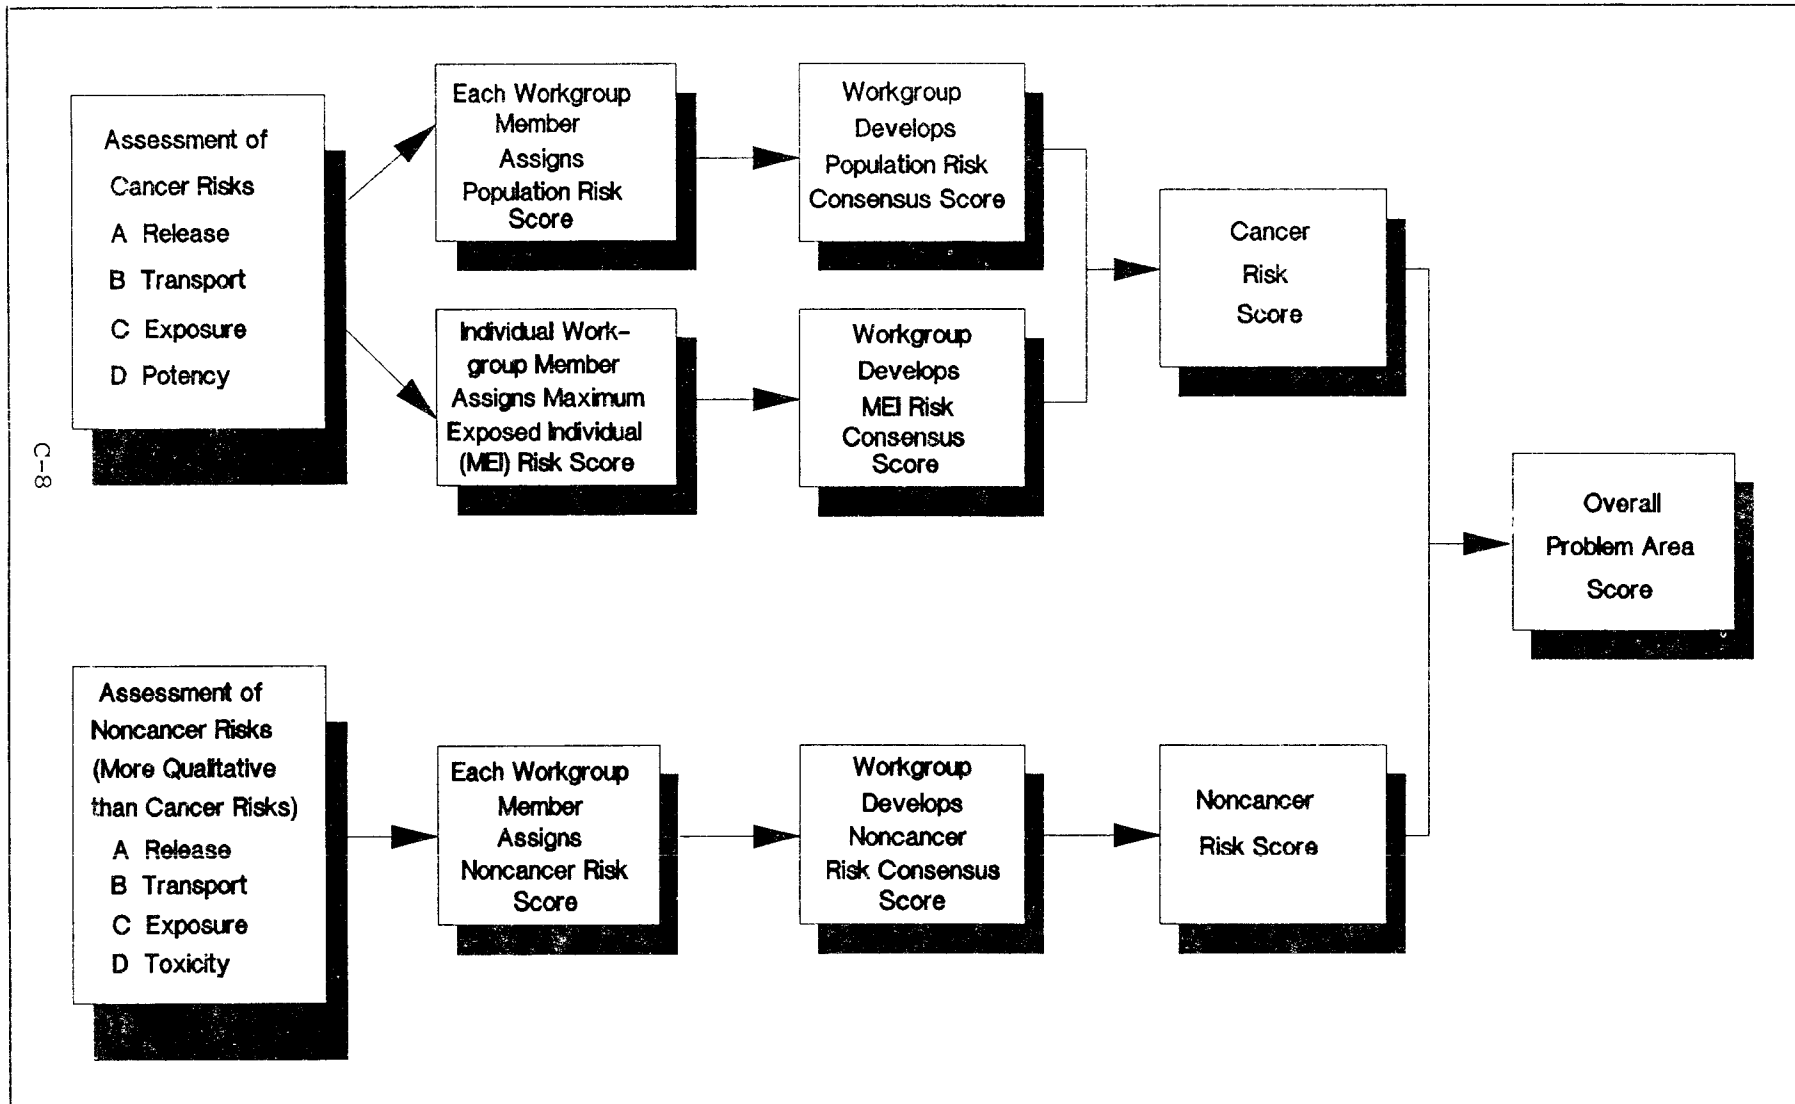 Assessment of
Cancer Risks
A Release
B Transport
C Exposure
D Potency
Each Workgroup
Member
Assigns
Population Risk
Score
Workgroup
Develops
Population Risk
Consensus Score
Individual Work-
group Member
Assigns Maximum
Exposed Individual
(MEI) Risk Score
Workgroup
Develops
MEI Risk
Consensus
Score
Cancer
Risk
Score
Overall
Problem Area
Score
Assessment of
Noncancer Risks
(More Qualitative
than Cancer Risks)
A Release
B Transport
C Exposure
D Toxicity
Each Workgroup
Member
Assigns
Noncancer Risk
Score
Workgroup
Develops
Noncancer
Risk Consensus
Score
Noncancer
Risk Score
C-8